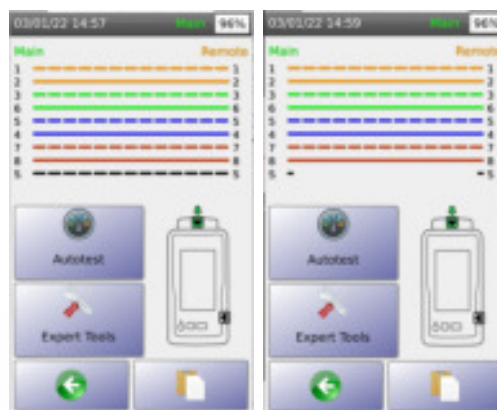 03/01/22 14:57 Main 96%
Main Remote
1 1
2 2
3 3
6 6
5 5
4 4
7 7
8 8
S S
Autotest
Expert Tools
03/01/22 14:59 Main 96%
Main Remote
1 1
2 2
3 3
6 6
5 5
4 4
7 7
8 8
S S
Autotest
Expert Tools